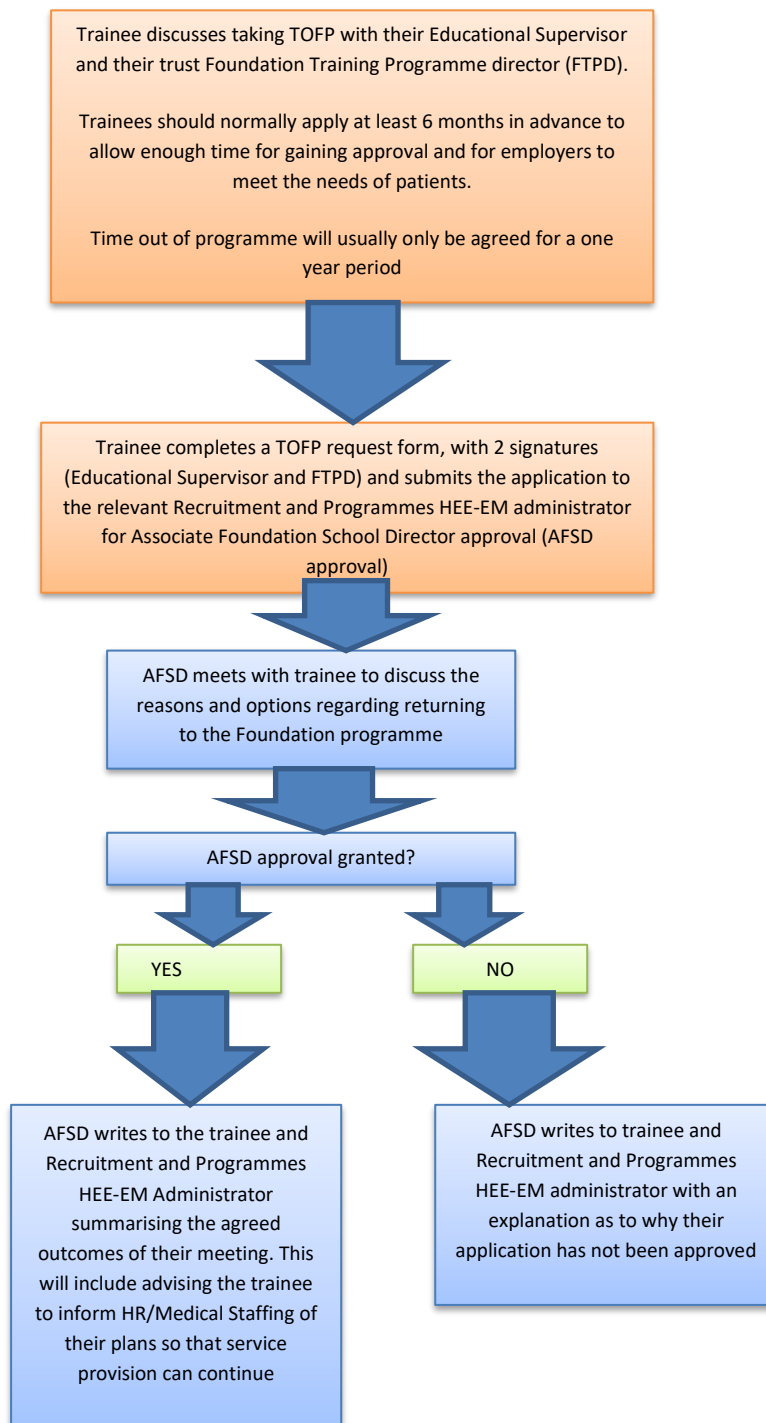 Trainee discusses taking TOFP with their Educational Supervisor
and their trust Foundation Training Programme director (FTPD).
Trainees should normally apply at least 6 months in advance to
allow enough time for gaining approval and for employers to
meet the needs of patients.
Time out of programme will usually only be agreed for a one
year period
Trainee completes a TOFP request form, with 2 signatures
(Educational Supervisor and FTPD) and submits the application to
the relevant Recruitment and Programmes HEE-EM administrator
for Associate Foundation School Director approval (AFSD
approval)
AFSD meets with trainee to discuss the
reasons and options regarding returning
to the Foundation programme
AFSD approval granted?
YES
NO
AFSD writes to the trainee and
Recruitment and Programmes
HEE-EM Administrator
summarising the agreed
outcomes of their meeting. This
will include advising the trainee
to inform HR/Medical Staffing of
their plans so that service
provision can continue
AFSD writes to trainee and
Recruitment and Programmes
HEE-EM administrator with an
explanation as to why their
application has not been approved